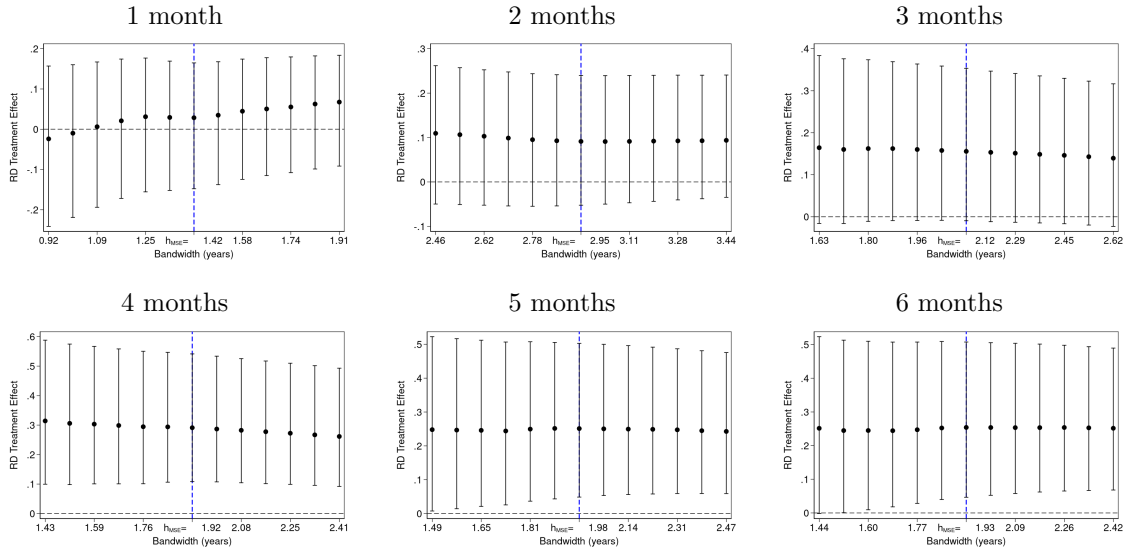 1 month
2 months
3 months
RD Treatment Effect
.2
.1
0
-.1
-.2
0.92 1.09 1.25 hMSE= 1.42 1.58 1.74 1.91
Bandwidth (years)
RD Treatment Effect
.3
.2
.1
0
-.1
2.46 2.62 2.78 hMSE= 2.95 3.11 3.28 3.44
Bandwidth (years)
RD Treatment Effect
.4
.3
.2
.1
0
1.63 1.80 1.96 hMSE= 2.12 2.29 2.45 2.62
Bandwidth (years)
4 months
5 months
6 months
RD Treatment Effect
.6
.5
.4
.3
.2
.1
0
1.43 1.59 1.76 hMSE= 1.92 2.08 2.25 2.41
Bandwidth (years)
RD Treatment Effect
.5
.4
.3
.2
.1
0
1.49 1.65 1.81 hMSE= 1.98 2.14 2.31 2.47
Bandwidth (years)
RD Treatment Effect
.5
.4
.3
.2
.1
0
1.44 1.60 1.77 hMSE= 1.93 2.09 2.26 2.42
Bandwidth (years)